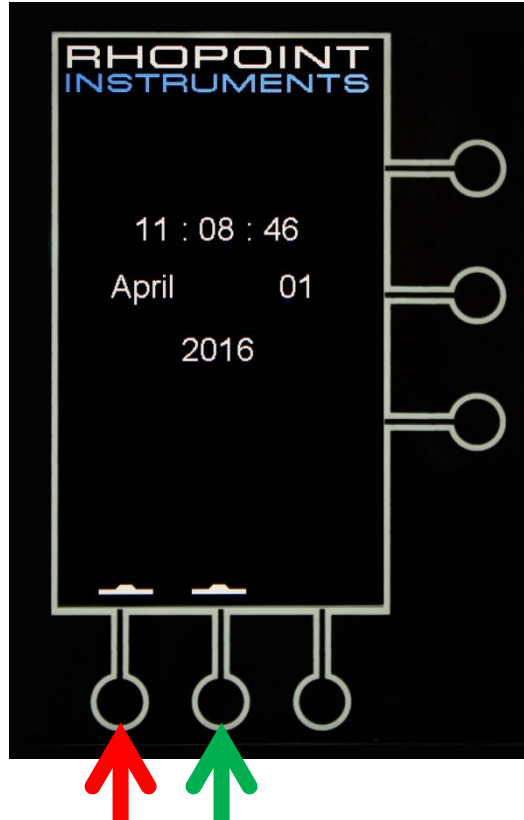 RHOPOINT
INSTRUMENTS
11 : 08 : 46
April 01
2016